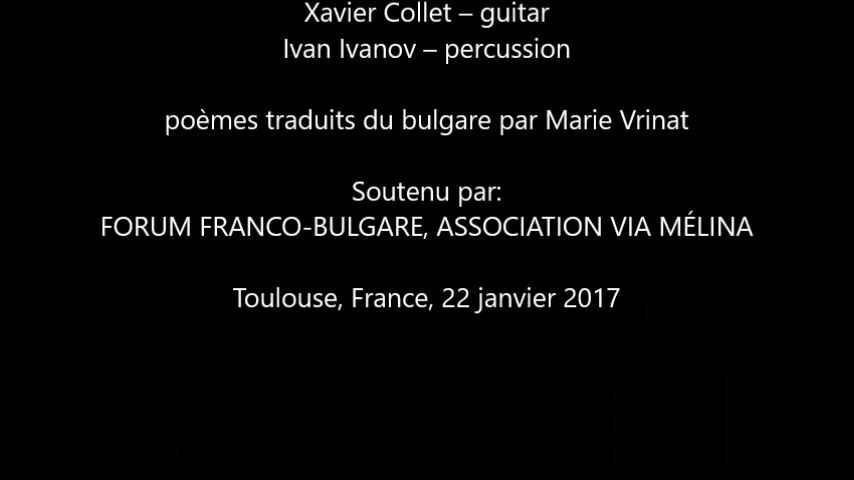 Xavier Collet – guitar
Ivan Ivanov – percussion
poèmes traduits du bulgare par Marie Vrinat
Soutenu par:
FORUM FRANCO-BULGARE, ASSOCIATION VIA MÉLINA
Toulouse, France, 22 janvier 2017